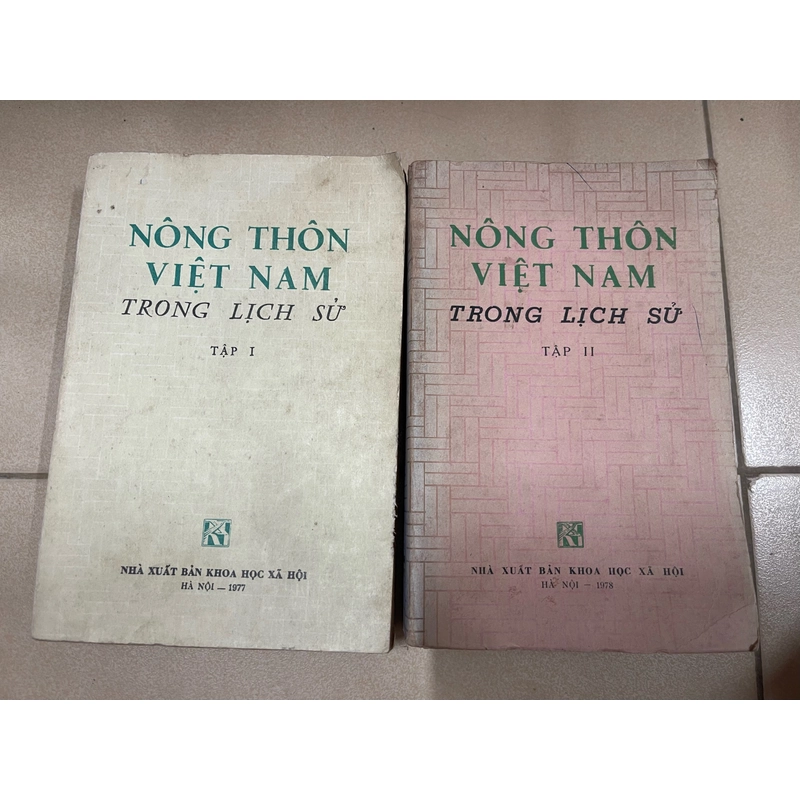 NÔNG THÔN
VIỆT NAM
TRONG LỊCH SỬ
TẬP I
NHÀ XUẤT BẢN KHOA HỌC XÃ HỘI
HÀ NỘI — 1977
NÔNG THÔN
VIỆT NAM
TRONG LỊCH SỬ
TẬP II
NHÀ XUẤT BẢN KHOA HỌC XÃ HỘI
HÀ NỘI — 1978